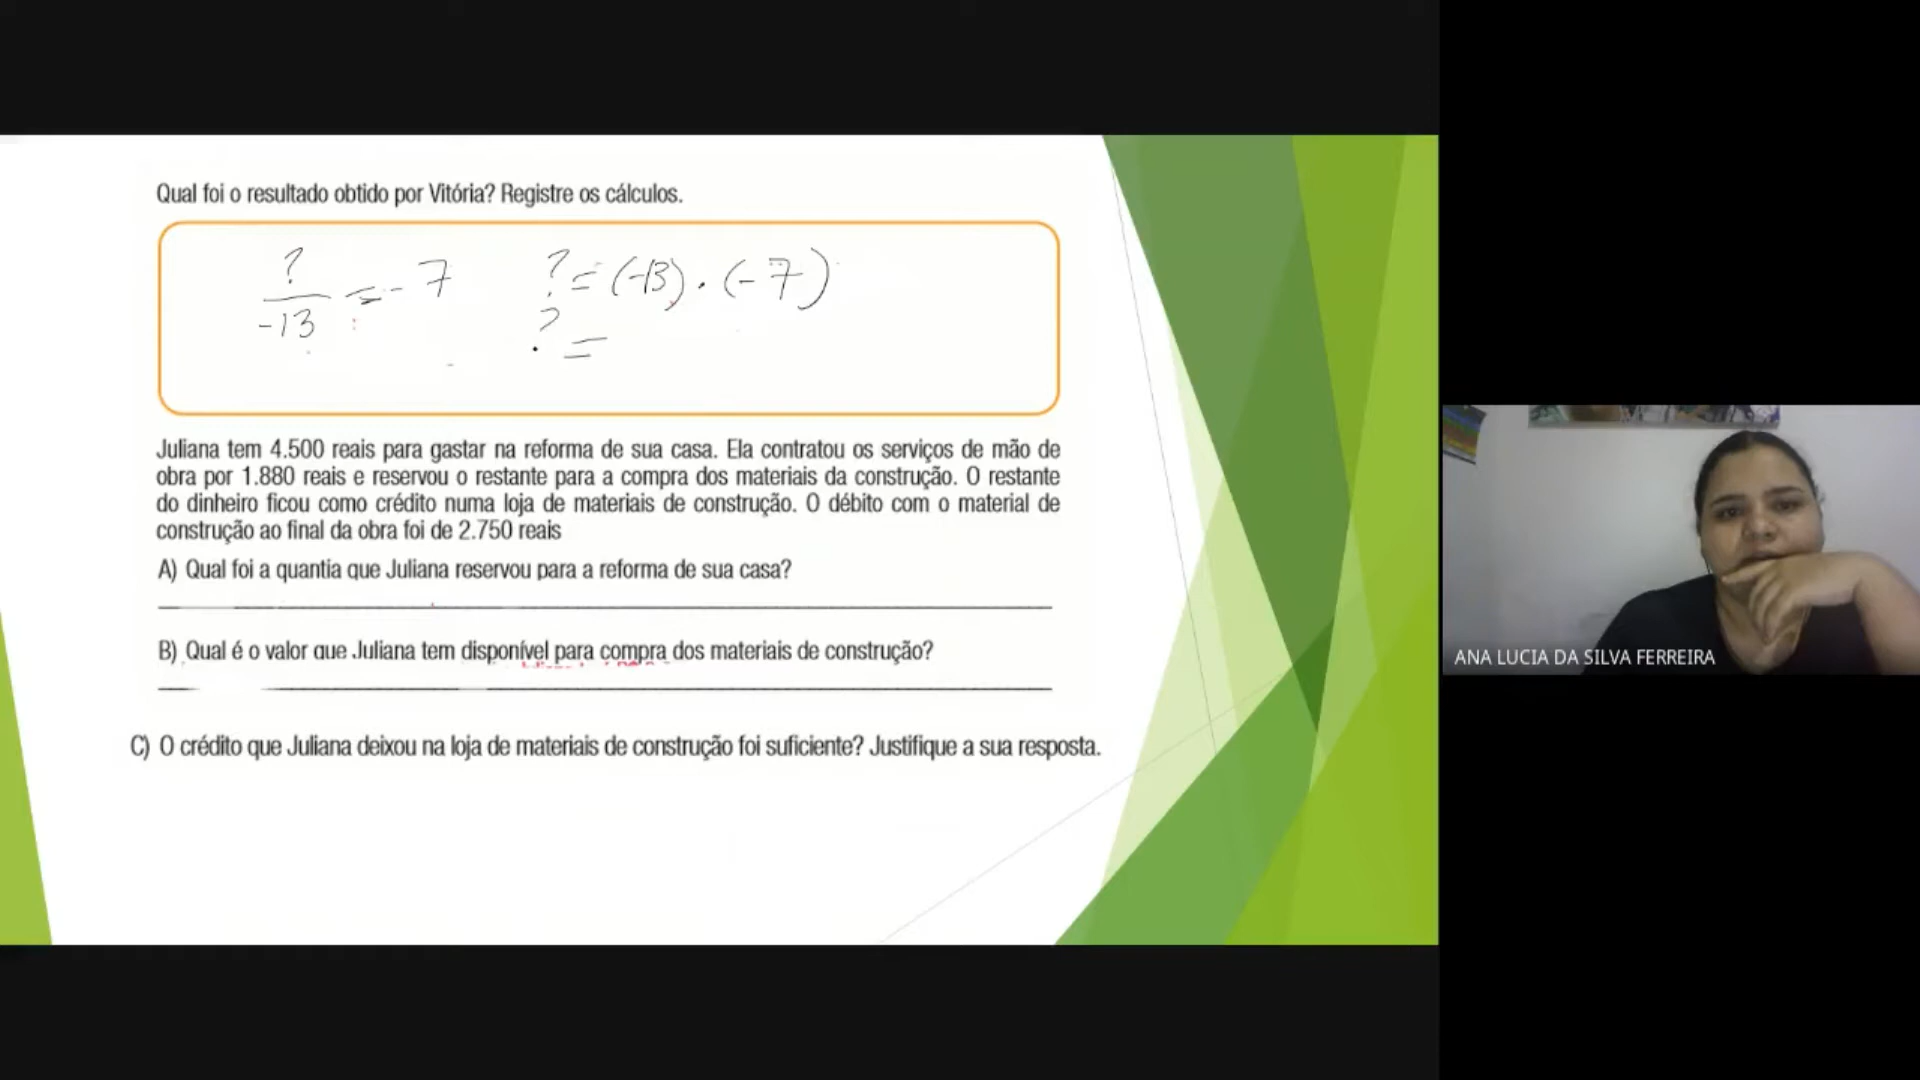 Qual foi o resultado obtido por Vitória? Registre os cálculos.
? / -13 = - 7    ? = (-13) . (- 7)
? =
Juliana tem 4.500 reais para gastar na reforma de sua casa. Ela contratou os serviços de mão de
obra por 1.880 reais e reservou o restante para a compra dos materiais da construção. O restante
do dinheiro ficou como crédito numa loja de materiais de construção. O débito com o material de
construção ao final da obra foi de 2.750 reais
A) Qual foi a quantia que Juliana reservou para a reforma de sua casa?
B) Qual é o valor que Juliana tem disponível para compra dos materiais de construção?
C) O crédito que Juliana deixou na loja de materiais de construção foi suficiente? Justifique a sua resposta.
ANA LUCIA DA SILVA FERREIRA